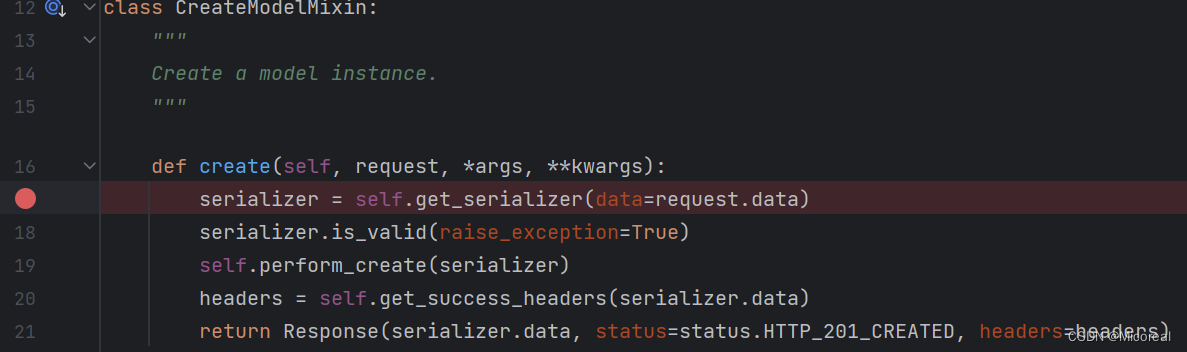 12 class CreateModelMixin:
13 """
14 Create a model instance.
15 """
16 def create(self, request, *args, **kwargs):
serializer = self.get_serializer(data=request.data)
18 serializer.is_valid(raise_exception=True)
19 self.perform_create(serializer)
20 headers = self.get_success_headers(serializer.data)
21 return Response(serializer.data, status=status.HTTP_201_CREATED, headers=headers)
CSDN @Micoreal